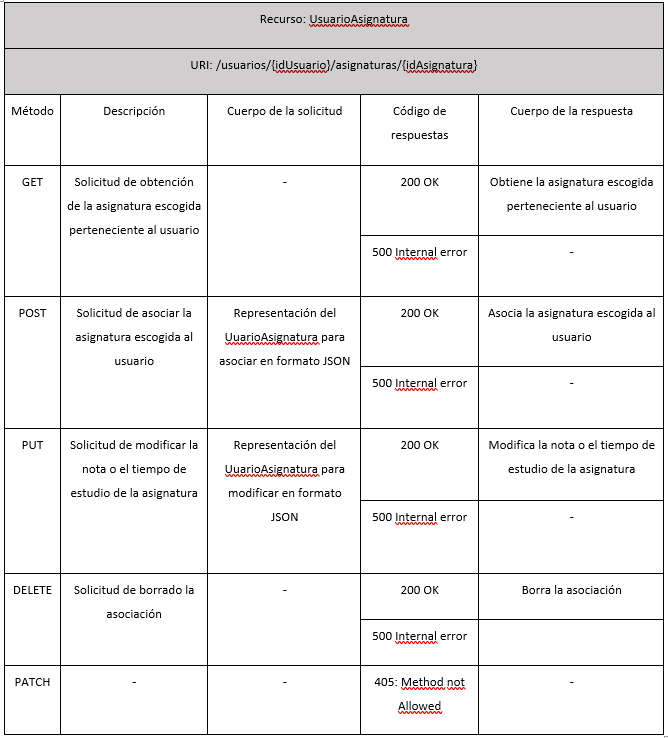 Recurso: UsuarioAsignatura
URI: /usuarios/{idUsuario}/asignaturas/{idAsignatura}
Método
Descripción
Cuerpo de la solicitud
Código de
respuestas
Cuerpo de la respuesta
GET
Solicitud de obtención
de la asignatura escogida
perteneciente al usuario
-
200 OK
Obtiene la asignatura escogida
perteneciente al usuario
500 Internal error
-
POST
Solicitud de asociar la
asignatura escogida al
usuario
Representación del
UuarioAsignatura para
asociar en formato JSON
200 OK
Asocia la asignatura escogida al
usuario
500 Internal error
-
PUT
Solicitud de modificar la
nota o el tiempo de
estudio de la asignatura
Representación del
UuarioAsignatura para
modificar en formato
JSON
200 OK
Modifica la nota o el tiempo de
estudio de la asignatura
500 Internal error
-
DELETE
Solicitud de borrado la
asociación
-
200 OK
Borra la asociación
500 Internal error
PATCH
-
-
405: Method not
Allowed
-